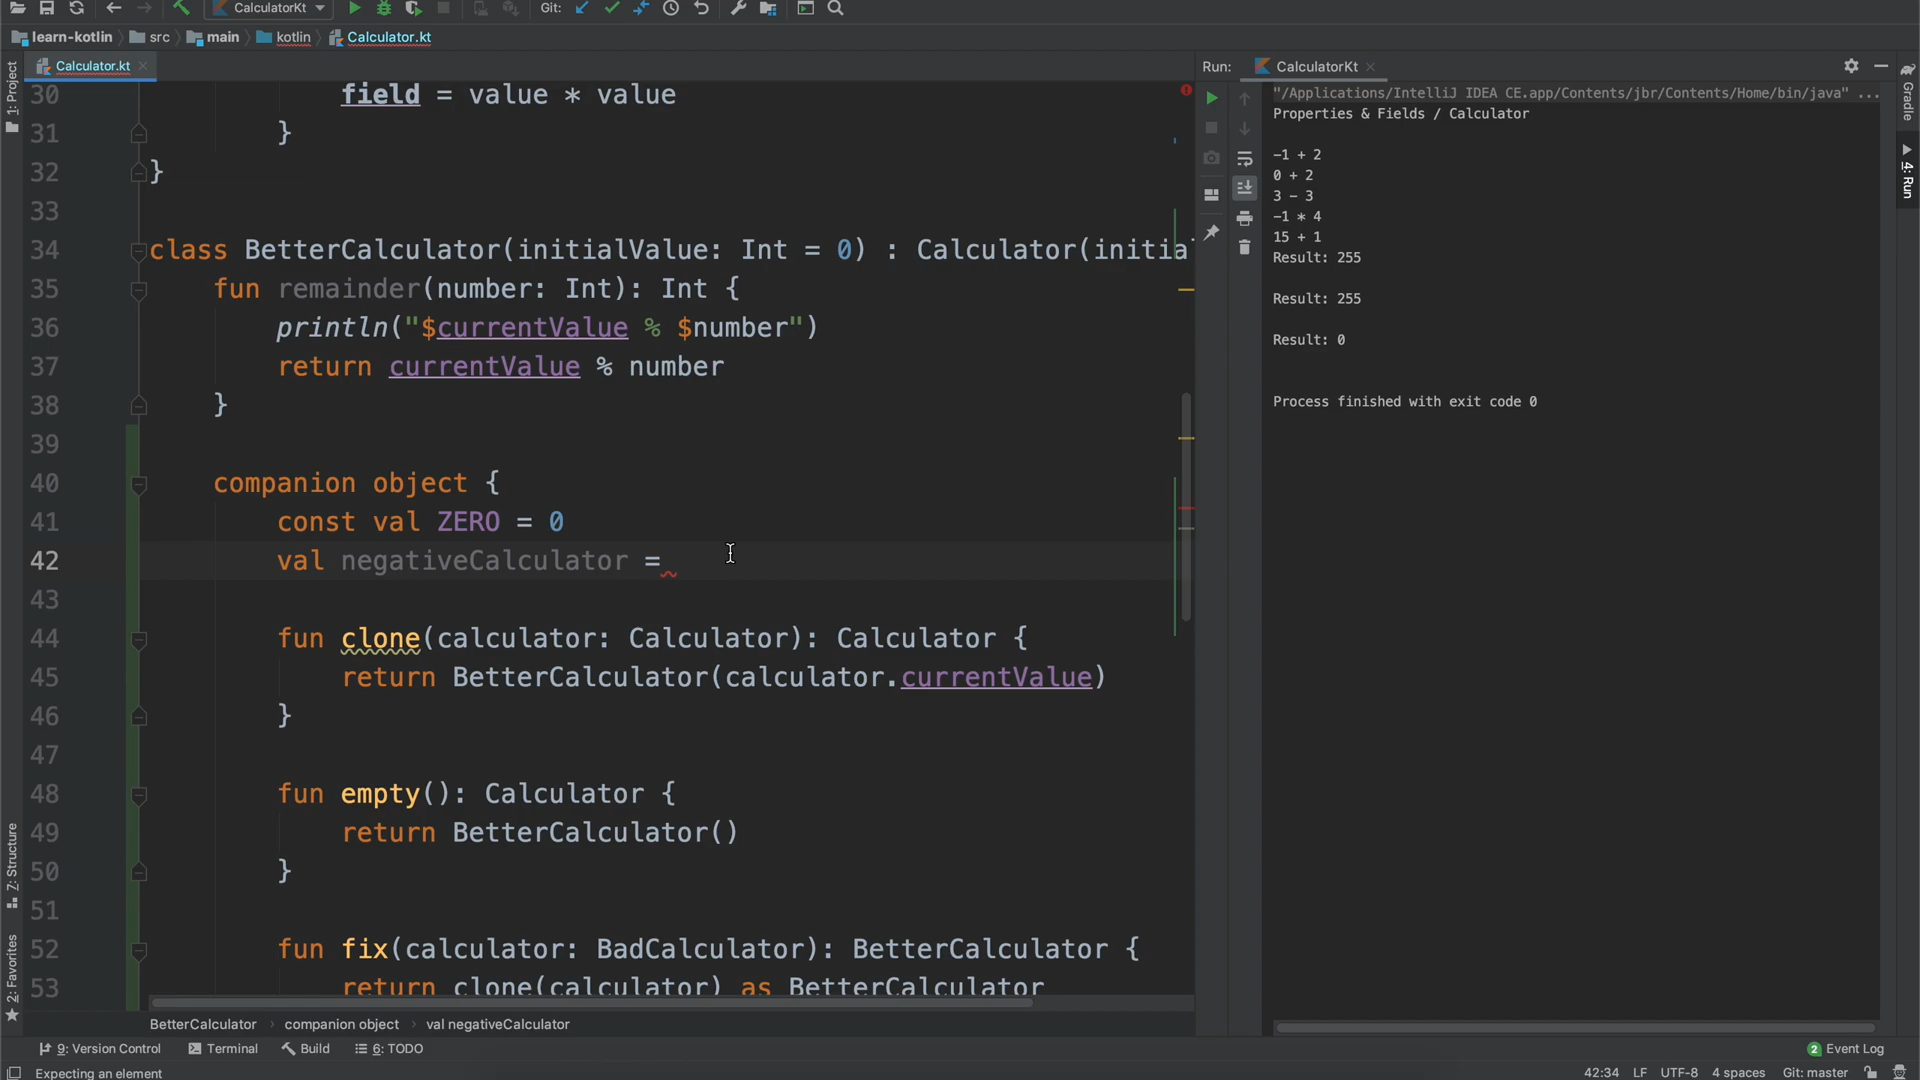 CalculatorKt
Git:
learn-kotlin
src
main
kotlin
Calculator.kt
Calculator.kt
1: Project
Z: Structure
2: Favorites
30 field = value * value
31 }
32 }
33
34 class BetterCalculator(initialValue: Int = 0) : Calculator(initia
35 fun remainder(number: Int): Int {
36 println("$currentValue % $number")
37 return currentValue % number
38 }
39
40 companion object {
41 const val ZERO = 0
42 val negativeCalculator =
43
44 fun clone(calculator: Calculator): Calculator {
45 return BetterCalculator(calculator.currentValue)
46 }
47
48 fun empty(): Calculator {
49 return BetterCalculator()
50 }
51
52 fun fix(calculator: BadCalculator): BetterCalculator {
53 return clone(calculator) as BetterCalculator
BetterCalculator
companion object
val negativeCalculator
Run:
CalculatorKt
"/Applications/IntelliJ IDEA CE.app/Contents/jbr/Contents/Home/bin/java" ...
Properties & Fields / Calculator
-1 + 2
0 + 2
3 - 3
-1 * 4
15 + 1
Result: 255
Result: 255
Result: 0
Process finished with exit code 0
Gradle
4: Run
9: Version Control
Terminal
Build
6: TODO
2 Event Log
Expecting an element
42:34
LF
UTF-8
4 spaces
Git: master